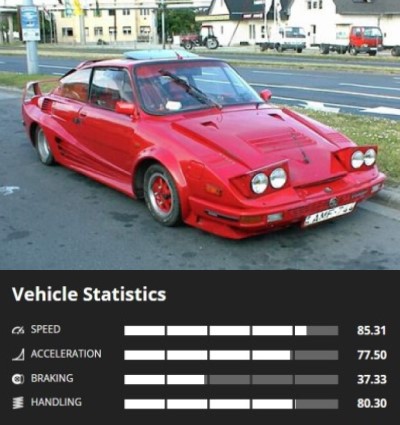 Vehicle Statistics
SPEED 85.31
ACCELERATION 77.50
BRAKING 37.33
HANDLING 80.30